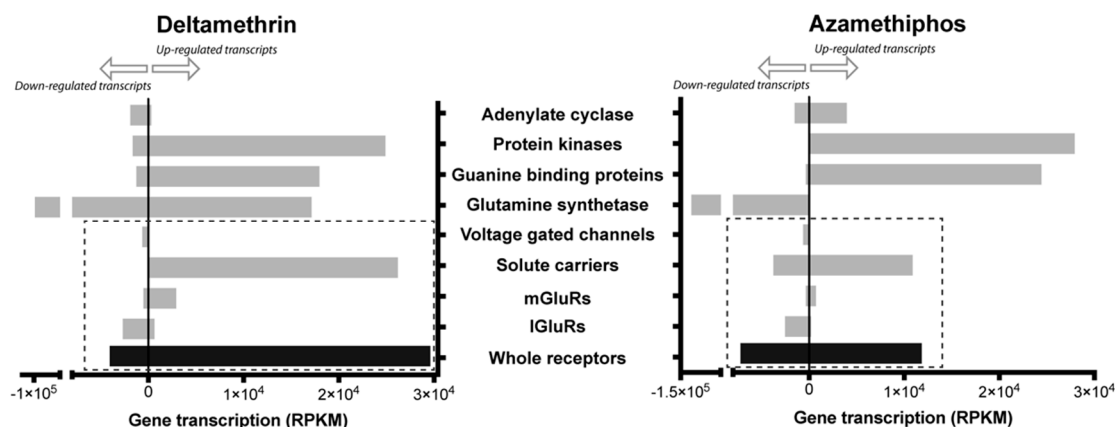 Deltamethrin
Azamethiphos
Up-regulated transcripts
Up-regulated transcripts
Down-regulated transcripts
Down-regulated transcripts
Adenylate cyclase
Protein kinases
Guanine binding proteins
Glutamine synthetase
Voltage gated channels
Solute carriers
mGluRs
IGluRs
Whole receptors
-1×10⁵ 0 1×10⁴ 2×10⁴ 3×10⁴
-1.5×10⁵ 0 1×10⁴ 2×10⁴ 3×10⁴
Gene transcription (RPKM)
Gene transcription (RPKM)